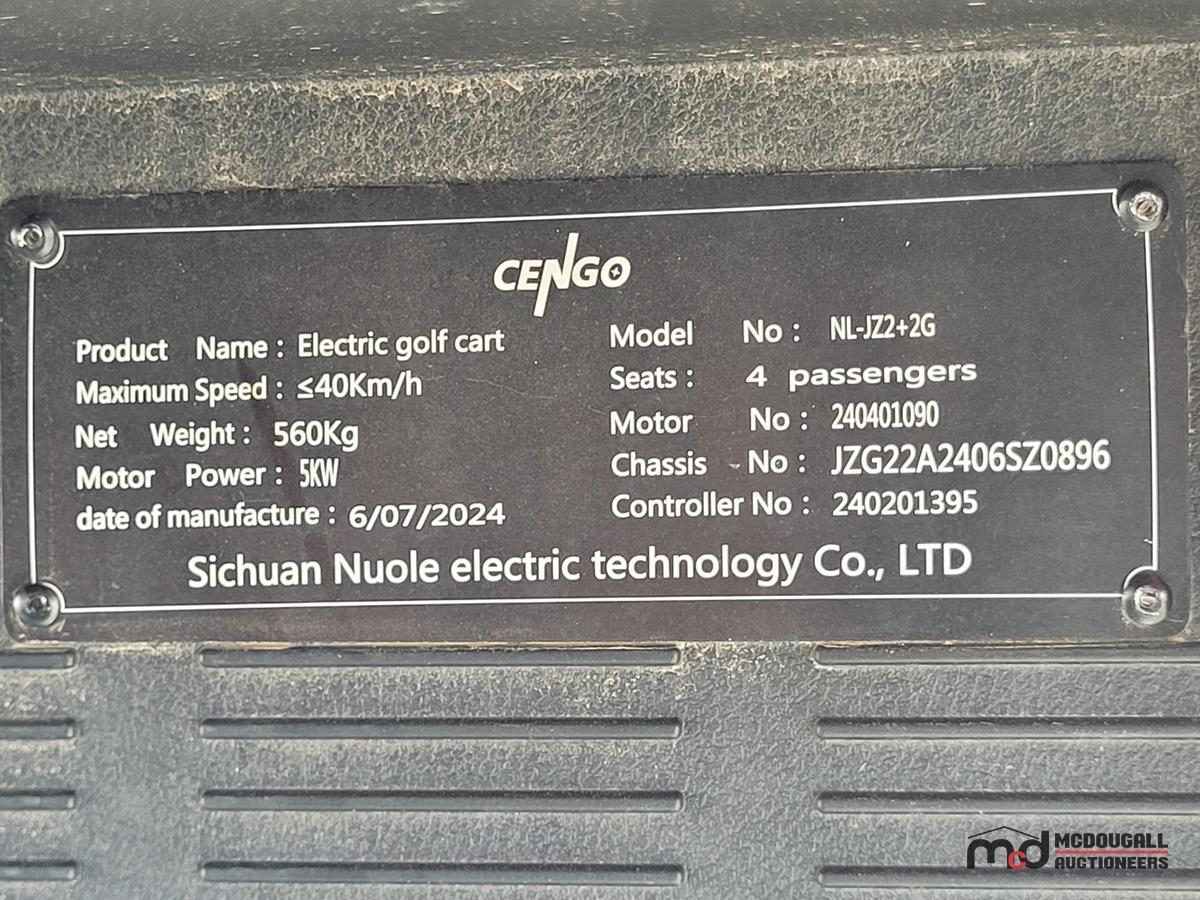 CENGO
Product Name : Electric golf cart
Maximum Speed : ≤40Km/h
Net Weight : 560Kg
Motor Power : 5KW
date of manufacture : 6/07/2024
Model No : NL-JZ2+2G
Seats : 4 passengers
Motor No : 240401090
Chassis No : JZG22A2406SZ0896
Controller No : 240201395
Sichuan Nuole electric technology Co., LTD
mcd MCDOUGALL
AUCTIONEERS